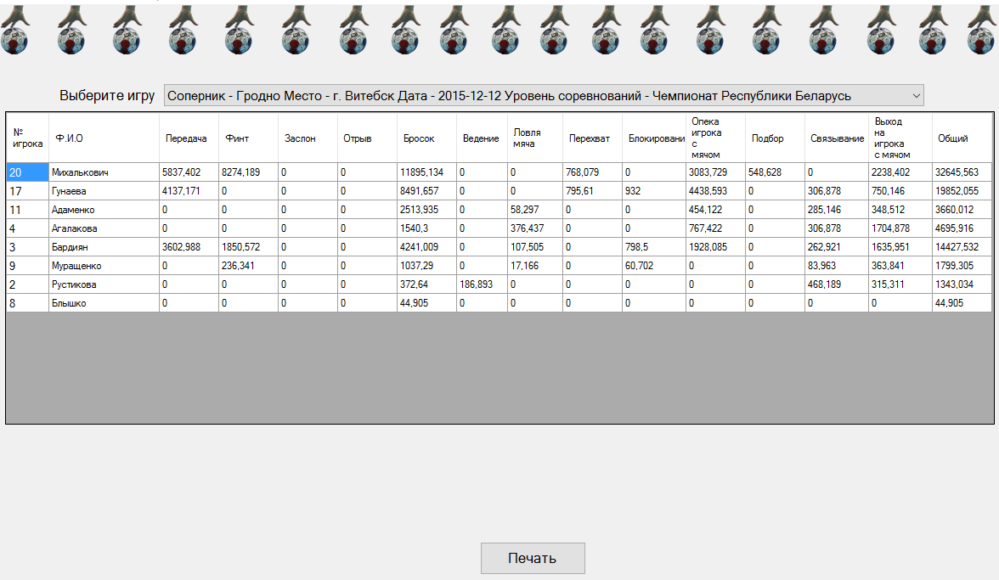 Выберите игру Соперник - Гродно Место - г. Витебск Дата - 2015-12-12 Уровень соревнований - Чемпионат Республики Беларусь
№ игрока Ф.И.О Передача Финт Заслон Отрыв Бросок Ведение Ловля мяча Перехват Блокировани Опека игрока с мячом Подбор Связывание Выход на игрока с мячом Общий
20 Михалькович 5837,402 8274,189 0 0 11895,134 0 0 768,079 0 3083,729 548,628 0 2238,402 32645,563
17 Гунаева 4137,171 0 0 0 8491,657 0 0 795,61 932 4438,593 0 306,878 750,146 19852,055
11 Адаменко 0 0 0 0 2513,935 0 58,297 0 0 454,122 0 285,146 348,512 3660,012
4 Агалакова 0 0 0 0 1540,3 0 376,437 0 0 767,422 0 306,878 1704,878 4695,916
3 Бардиян 3602,988 1850,572 0 0 4241,009 0 107,505 0 798,5 1928,085 0 262,921 1635,951 14427,532
9 Муращенко 0 236,341 0 0 1037,29 0 17,166 0 60,702 0 0 83,963 363,841 1799,305
2 Рустикова 0 0 0 0 372,64 186,893 0 0 0 0 0 468,189 315,311 1343,034
8 Блышко 0 0 0 0 44,905 0 0 0 0 0 0 0 0 44,905
Печать